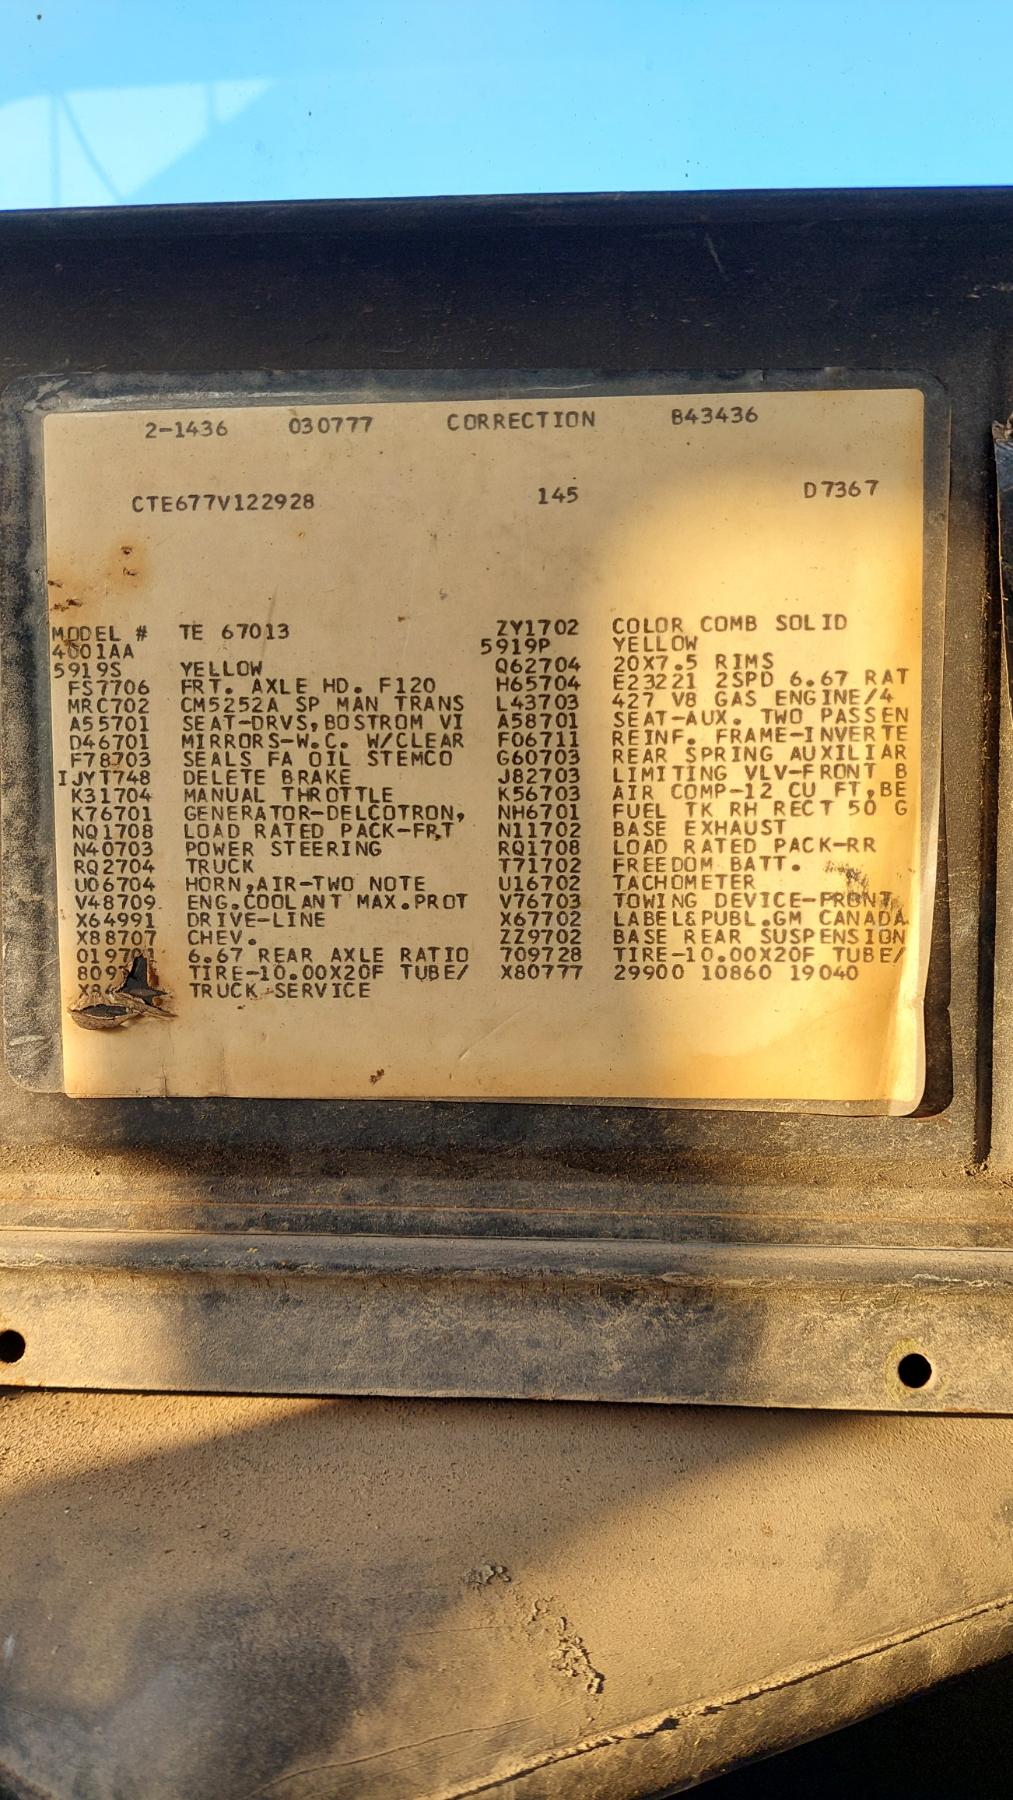 2-1436 030777 CORRECTION B43436
CTE677V122928 145 D7367
MODEL # TE 67013 ZY1702 COLOR COMB SOLID
4001AA 5919P YELLOW
5919S YELLOW Q62704 20X7.5 RIMS
FS7706 FRT. AXLE HD. F120 H65704 E23221 2SPD 6.67 RAT
MRC702 CM5252A SP MAN TRANS L43703 427 V8 GAS ENGINE/4
A55701 SEAT-DRVS,BOSTROM VI A58701 SEAT-AUX. TWO PASSEN
D46701 MIRRORS-W.C. W/CLEAR F06711 REINF. FRAME-INVERTE
F78703 SEALS FA OIL STEMCO G60703 REAR SPRING AUXILIAR
IJYT748 DELETE BRAKE J82703 LIMITING VLV-FRONT B
K31704 MANUAL THROTTLE K56703 AIR COMP-12 CU FT,BE
K76701 GENERATOR-DELCOTRON, NH6701 FUEL TK RH RECT 50 G
NQ1708 LOAD RATED PACK-FRT N11702 BASE EXHAUST
N40703 POWER STEERING RQ1708 LOAD RATED PACK-RR
RQ2704 TRUCK T71702 FREEDOM BATT.
U06704 HORN,AIR-TWO NOTE U16702 TACHOMETER
V48709 ENG.COOLANT MAX.PROT V76703 TOWING DEVICE-FRONT,
X64991 DRIVE-LINE X67702 LABEL&PUBL.GM CANADA
X88707 CHEV. ZZ9702 BASE REAR SUSPENSION
019701 6.67 REAR AXLE RATIO 709728 TIRE-10.00X20F TUBE/
TIRE-10.00X20F TUBE/ X80777 29900 10860 19040
TRUCK SERVICE